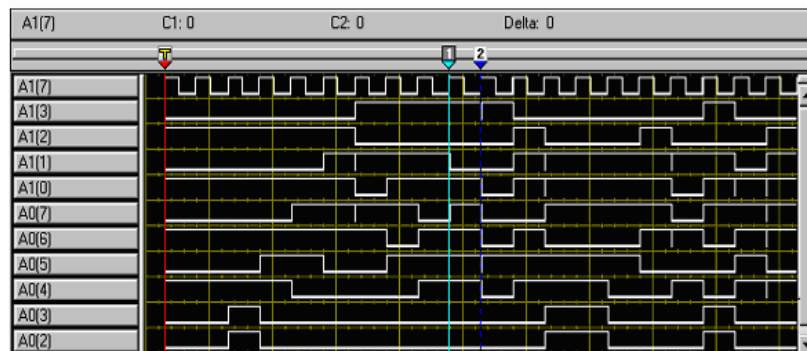 A1(7) C1: 0 C2: 0 Delta: 0
T 1 2
A1(7)
A1(3)
A1(2)
A1(1)
A1(0)
A0(7)
A0(6)
A0(5)
A0(4)
A0(3)
A0(2)